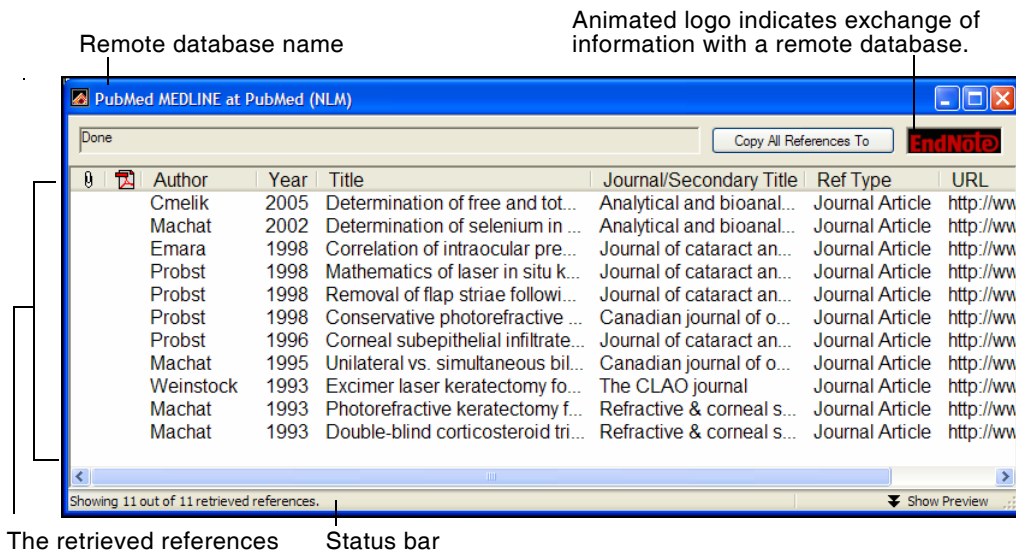 Animated logo indicates exchange of
information with a remote database.
Remote database name
PubMed MEDLINE at PubMed (NLM)
Done
Copy All References To
EndNote
Author Year Title Journal/Secondary Title Ref Type URL
Cmelik 2005 Determination of free and tot... Analytical and bioanal... Journal Article http://ww
Machat 2002 Determination of selenium in ... Analytical and bioanal... Journal Article http://ww
Emara 1998 Correlation of intraocular pre... Journal of cataract an... Journal Article http://ww
Probst 1998 Mathematics of laser in situ k... Journal of cataract an... Journal Article http://ww
Probst 1998 Removal of flap striae followi... Journal of cataract an... Journal Article http://ww
Probst 1998 Conservative photorefractive ... Canadian journal of o... Journal Article http://ww
Probst 1996 Corneal subepithelial infiltrate... Journal of cataract an... Journal Article http://ww
Machat 1995 Unilateral vs. simultaneous bil... Canadian journal of o... Journal Article http://ww
Weinstock 1993 Excimer laser keratectomy fo... The CLAO journal Journal Article http://ww
Machat 1993 Photorefractive keratectomy f... Refractive & corneal s... Journal Article http://ww
Machat 1993 Double-blind corticosteroid tri... Refractive & corneal s... Journal Article http://ww
Showing 11 out of 11 retrieved references.
Show Preview
The retrieved references
Status bar